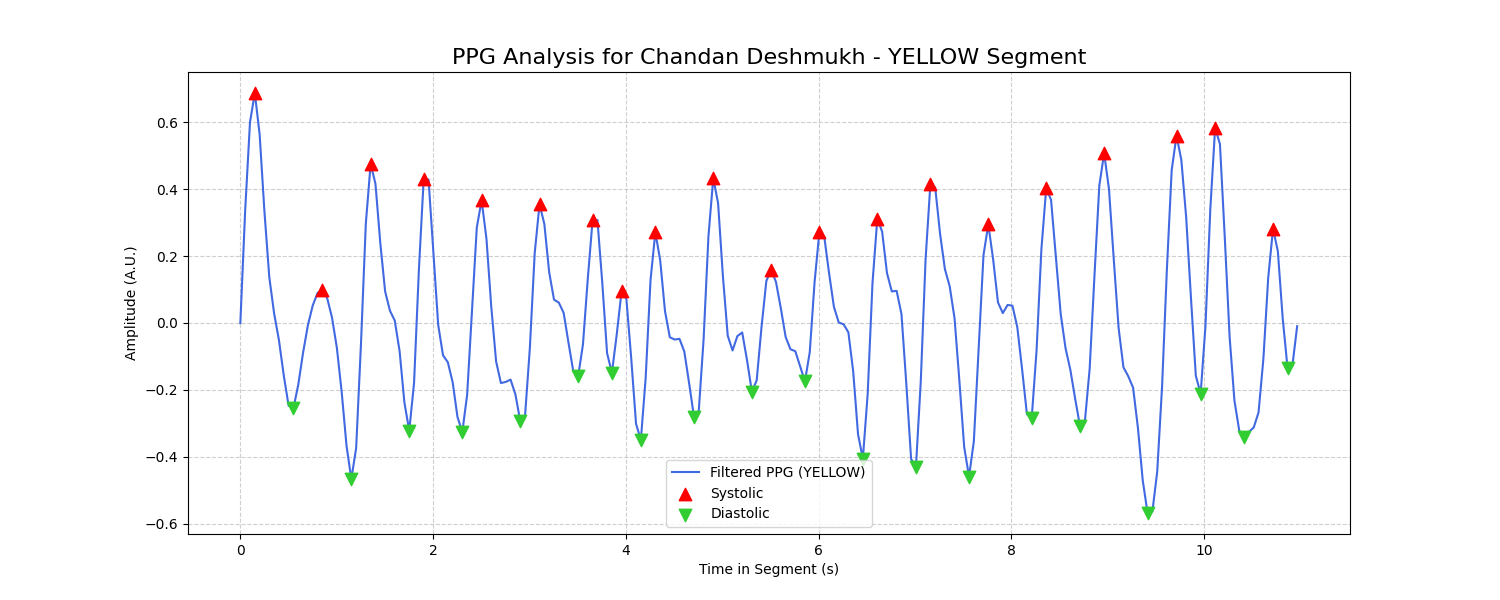 PPG Analysis for Chandan Deshmukh - YELLOW Segment
Amplitude (A.U.)
0.6
0.4
0.2
0.0
−0.2
−0.4
−0.6
Filtered PPG (YELLOW)
Systolic
Diastolic
0 2 4 6 8 10
Time in Segment (s)